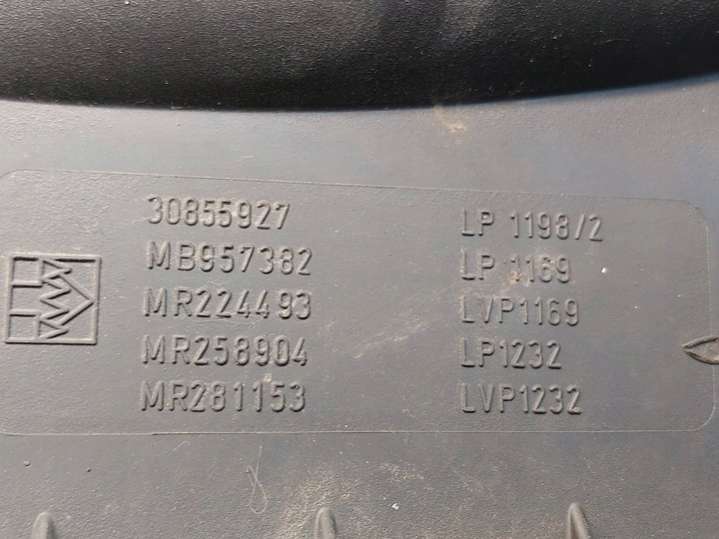 30855927 LP 1198/2
MB957382 LP 1169
MR224493 LVP1169
MR258904 LP1232
MR281153 LVP1232